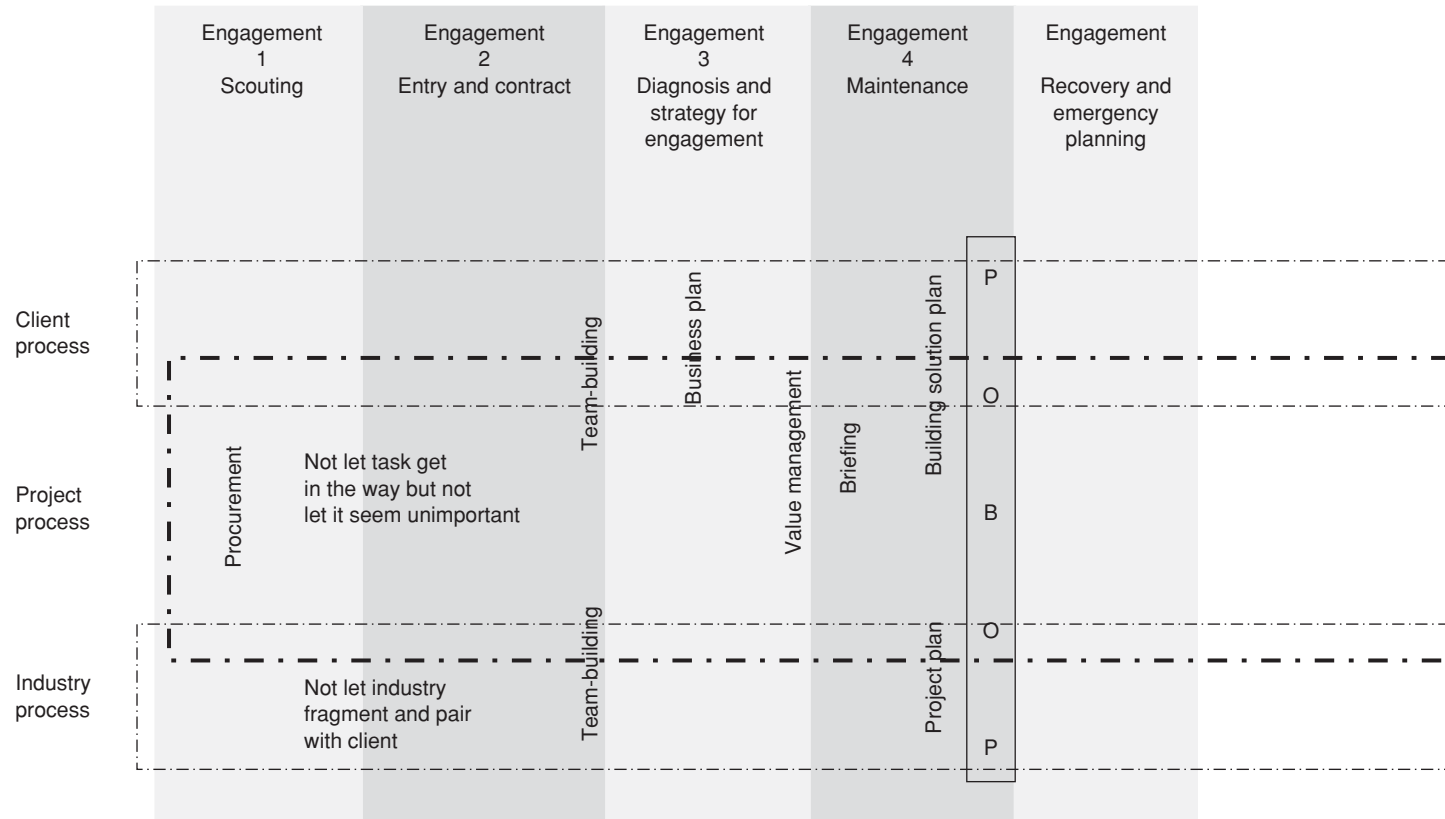 Engagement
1
Scouting
Engagement
2
Entry and contract
Engagement
3
Diagnosis and
strategy for
engagement
Engagement
4
Maintenance
Engagement
Recovery and
emergency
planning
Client
process
Team-building
Business plan
Building solution plan
P
O
Project
process
Procurement
Not let task get
in the way but not
let it seem unimportant
Value management
Briefing
B
Industry
process
Not let industry
fragment and pair
with client
Team-building
Project plan
O
P